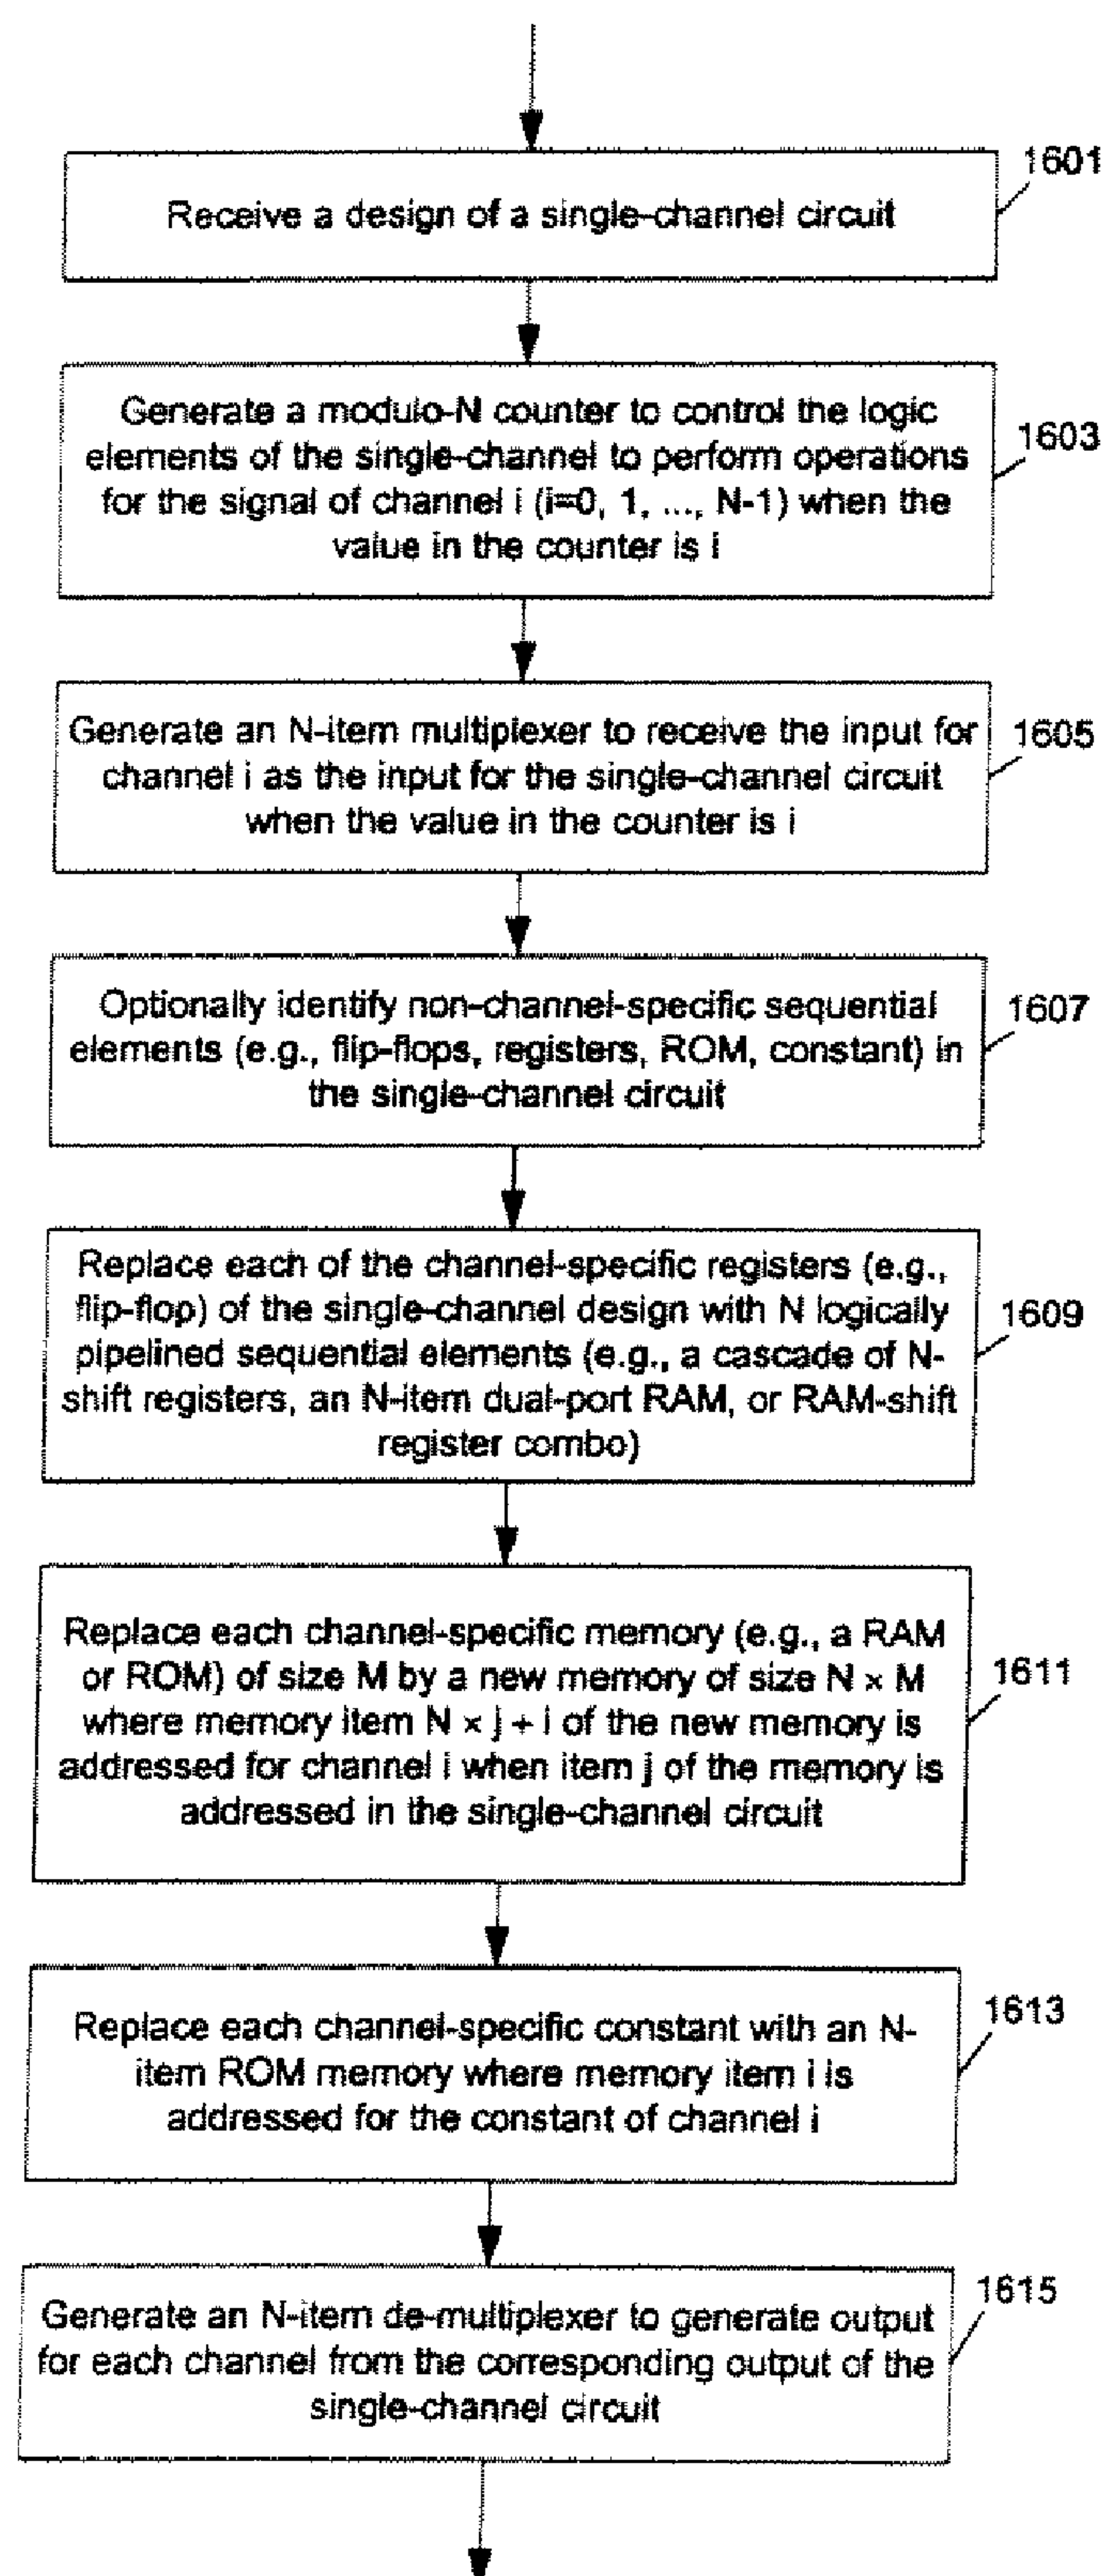 1601
Receive a design of a single-channel circuit
Generate a modulo-N counter to control the logic
elements of the single-channel to perform operations
for the signal of channel i (i=0, 1, ..., N-1) when the
value in the counter is i
1603
Generate an N-item multiplexer to receive the input for
channel i as the input for the single-channel circuit
when the value in the counter is i
1605
Optionally identify non-channel-specific sequential
elements (e.g., flip-flops, registers, ROM, constant) in
the single-channel circuit
1607
Replace each of the channel-specific registers (e.g.,
flip-flop) of the single-channel design with N logically
pipelined sequential elements (e.g., a cascade of N-
shift registers, an N-item dual-port RAM, or RAM-shift
register combo)
1609
Replace each channel-specific memory (e.g., a RAM
or ROM) of size M by a new memory of size N × M
where memory item N × j + i of the new memory is
addressed for channel i when item j of the memory is
addressed in the single-channel circuit
1611
Replace each channel-specific constant with an N-
item ROM memory where memory item i is
addressed for the constant of channel i
1613
Generate an N-item de-multiplexer to generate output
for each channel from the corresponding output of the
single-channel circuit
1615